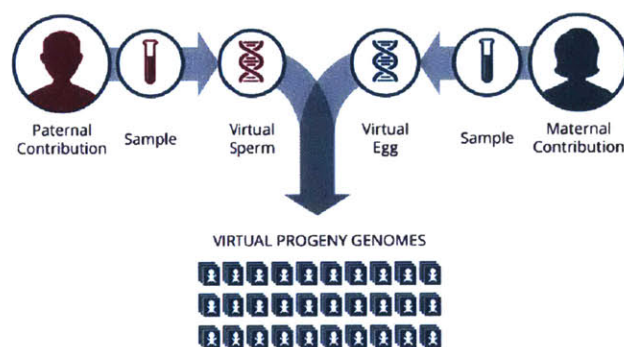 Paternal
Contribution
Sample
Virtual
Sperm
Virtual
Egg
Sample
Maternal
Contribution
VIRTUAL PROGENY GENOMES